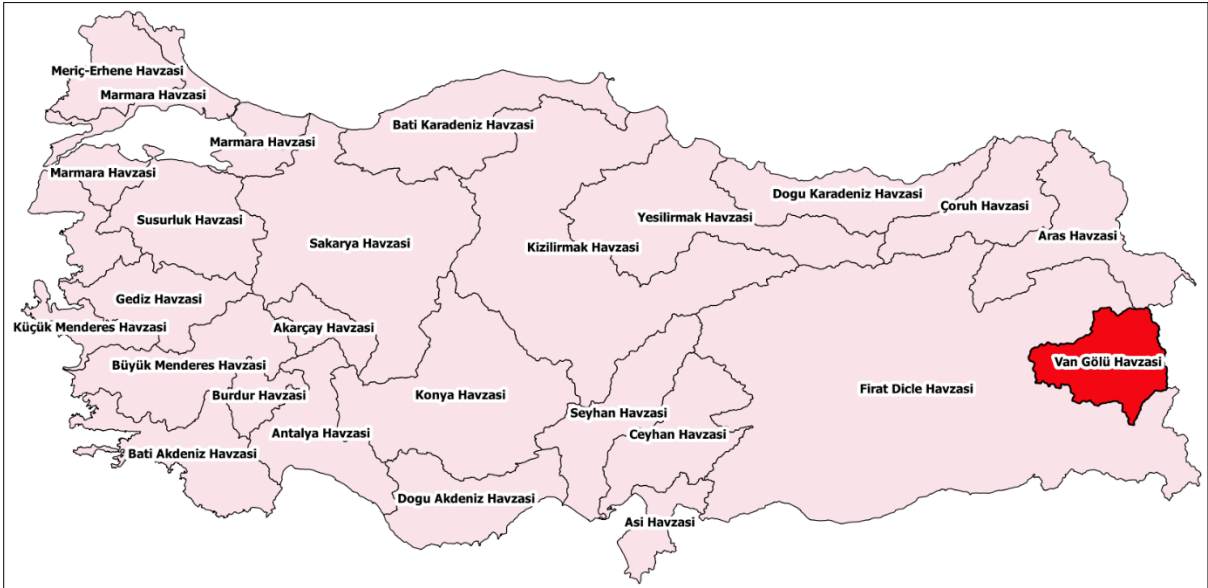 Meriç-Erhene Havzasi
Marmara Havzasi
Bati Karadeniz Havzasi
Marmara Havzasi
Marmara Havzasi
Dogu Karadeniz Havzasi
Çoruh Havzasi
Susurluk Havzasi
Yesilirmak Havzasi
Aras Havzasi
Sakarya Havzasi
Kizilirmak Havzasi
Gediz Havzasi
Küçük Menderes Havzasi
Akarçay Havzasi
Van Gölü Havzasi
Büyük Menderes Havzasi
Firat Dicle Havzasi
Burdur Havzasi
Konya Havzasi
Seyhan Havzasi
Antalya Havzasi
Ceyhan Havzasi
Bati Akdeniz Havzasi
Dogu Akdeniz Havzasi
Asi Havzasi